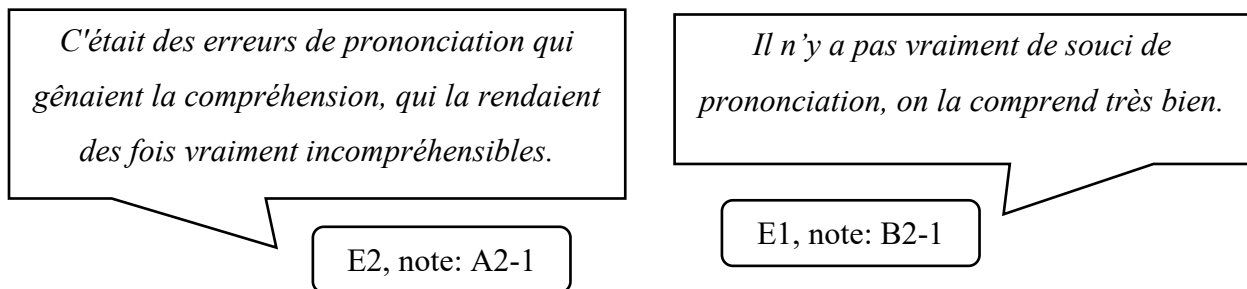 C'était des erreurs de prononciation qui
gênaient la compréhension, qui la rendaient
des fois vraiment incompréhensibles.
E2, note: A2-1
Il n’y a pas vraiment de souci de
prononciation, on la comprend très bien.
E1, note: B2-1